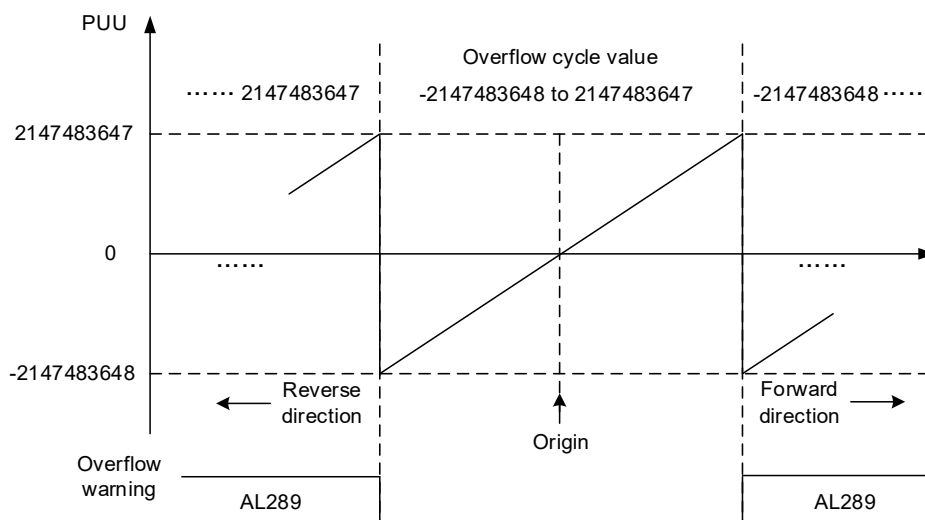 PUU
Overflow cycle value
…… 2147483647
-2147483648 to 2147483647
-2147483648 ……
2147483647
0
……
……
-2147483648
Reverse
direction
Forward
direction
Origin
Overflow
warning
AL289
AL289